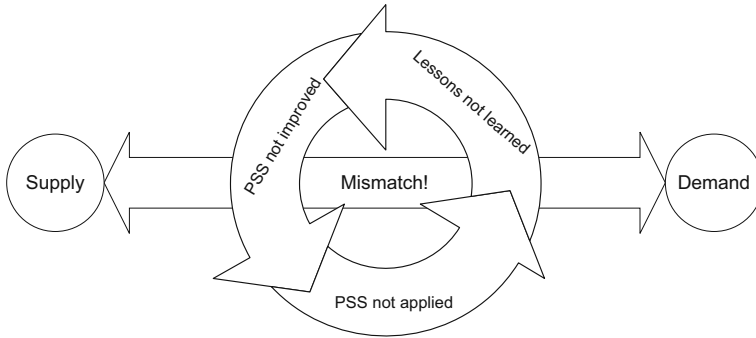 Lessons not learned
PSS not improved
Supply
Mismatch!
Demand
PSS not applied